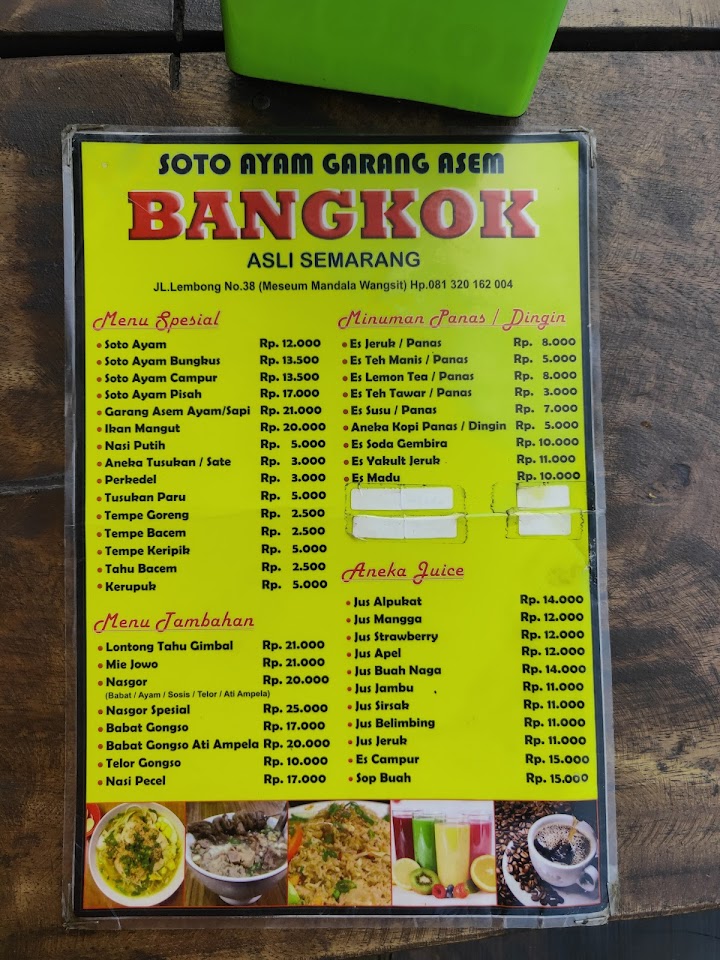 SOTO AYAM GARANG ASEM
BANGKOK
ASLI SEMARANG
JL.Lembong No.38 (Meseum Mandala Wangsit) Hp.081 320 162 004
Menu Spesial
Soto Ayam Rp. 12.000
Soto Ayam Bungkus Rp. 13.500
Soto Ayam Campur Rp. 13.500
Soto Ayam Pisah Rp. 17.000
Garang Asem Ayam/Sapi Rp. 21.000
Ikan Mangut Rp. 20.000
Nasi Putih Rp. 5.000
Aneka Tusukan / Sate Rp. 3.000
Perkedel Rp. 3.000
Tusukan Paru Rp. 5.000
Tempe Goreng Rp. 2.500
Tempe Bacem Rp. 2.500
Tempe Keripik Rp. 5.000
Tahu Bacem Rp. 2.500
Kerupuk Rp. 5.000
Menu Tambahan
Lontong Tahu Gimbal Rp. 21.000
Mie Jowo Rp. 21.000
Nasgor Rp. 20.000
(Babat / Ayam / Sosis / Telor / Ati Ampela)
Nasgor Spesial Rp. 25.000
Babat Gongso Rp. 17.000
Babat Gongso Ati Ampela Rp. 20.000
Telor Gongso Rp. 10.000
Nasi Pecel Rp. 17.000
Minuman Panas / Dingin
Es Jeruk / Panas Rp. 8.000
Es Teh Manis / Panas Rp. 5.000
Es Lemon Tea / Panas Rp. 8.000
Es Teh Tawar / Panas Rp. 3.000
Es Susu / Panas Rp. 7.000
Aneka Kopi Panas / Dingin Rp. 5.000
Es Soda Gembira Rp. 10.000
Es Yakult Jeruk Rp. 11.000
Es Madu Rp. 10.000
Aneka Juice
Jus Alpukat Rp. 14.000
Jus Mangga Rp. 12.000
Jus Strawberry Rp. 12.000
Jus Apel Rp. 12.000
Jus Buah Naga Rp. 14.000
Jus Jambu Rp. 11.000
Jus Sirsak Rp. 11.000
Jus Belimbing Rp. 11.000
Jus Jeruk Rp. 11.000
Es Campur Rp. 15.000
Sop Buah Rp. 15.000